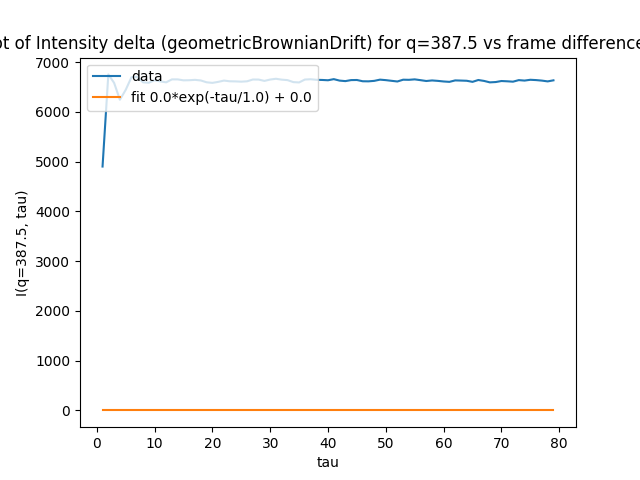 ot of Intensity delta (geometricBrownianDrift) for q=387.5 vs frame difference
7000
6000
5000
4000
3000
2000
1000
0
I(q=387.5, tau)
data
fit 0.0*exp(-tau/1.0) + 0.0
0 10 20 30 40 50 60 70 80
tau